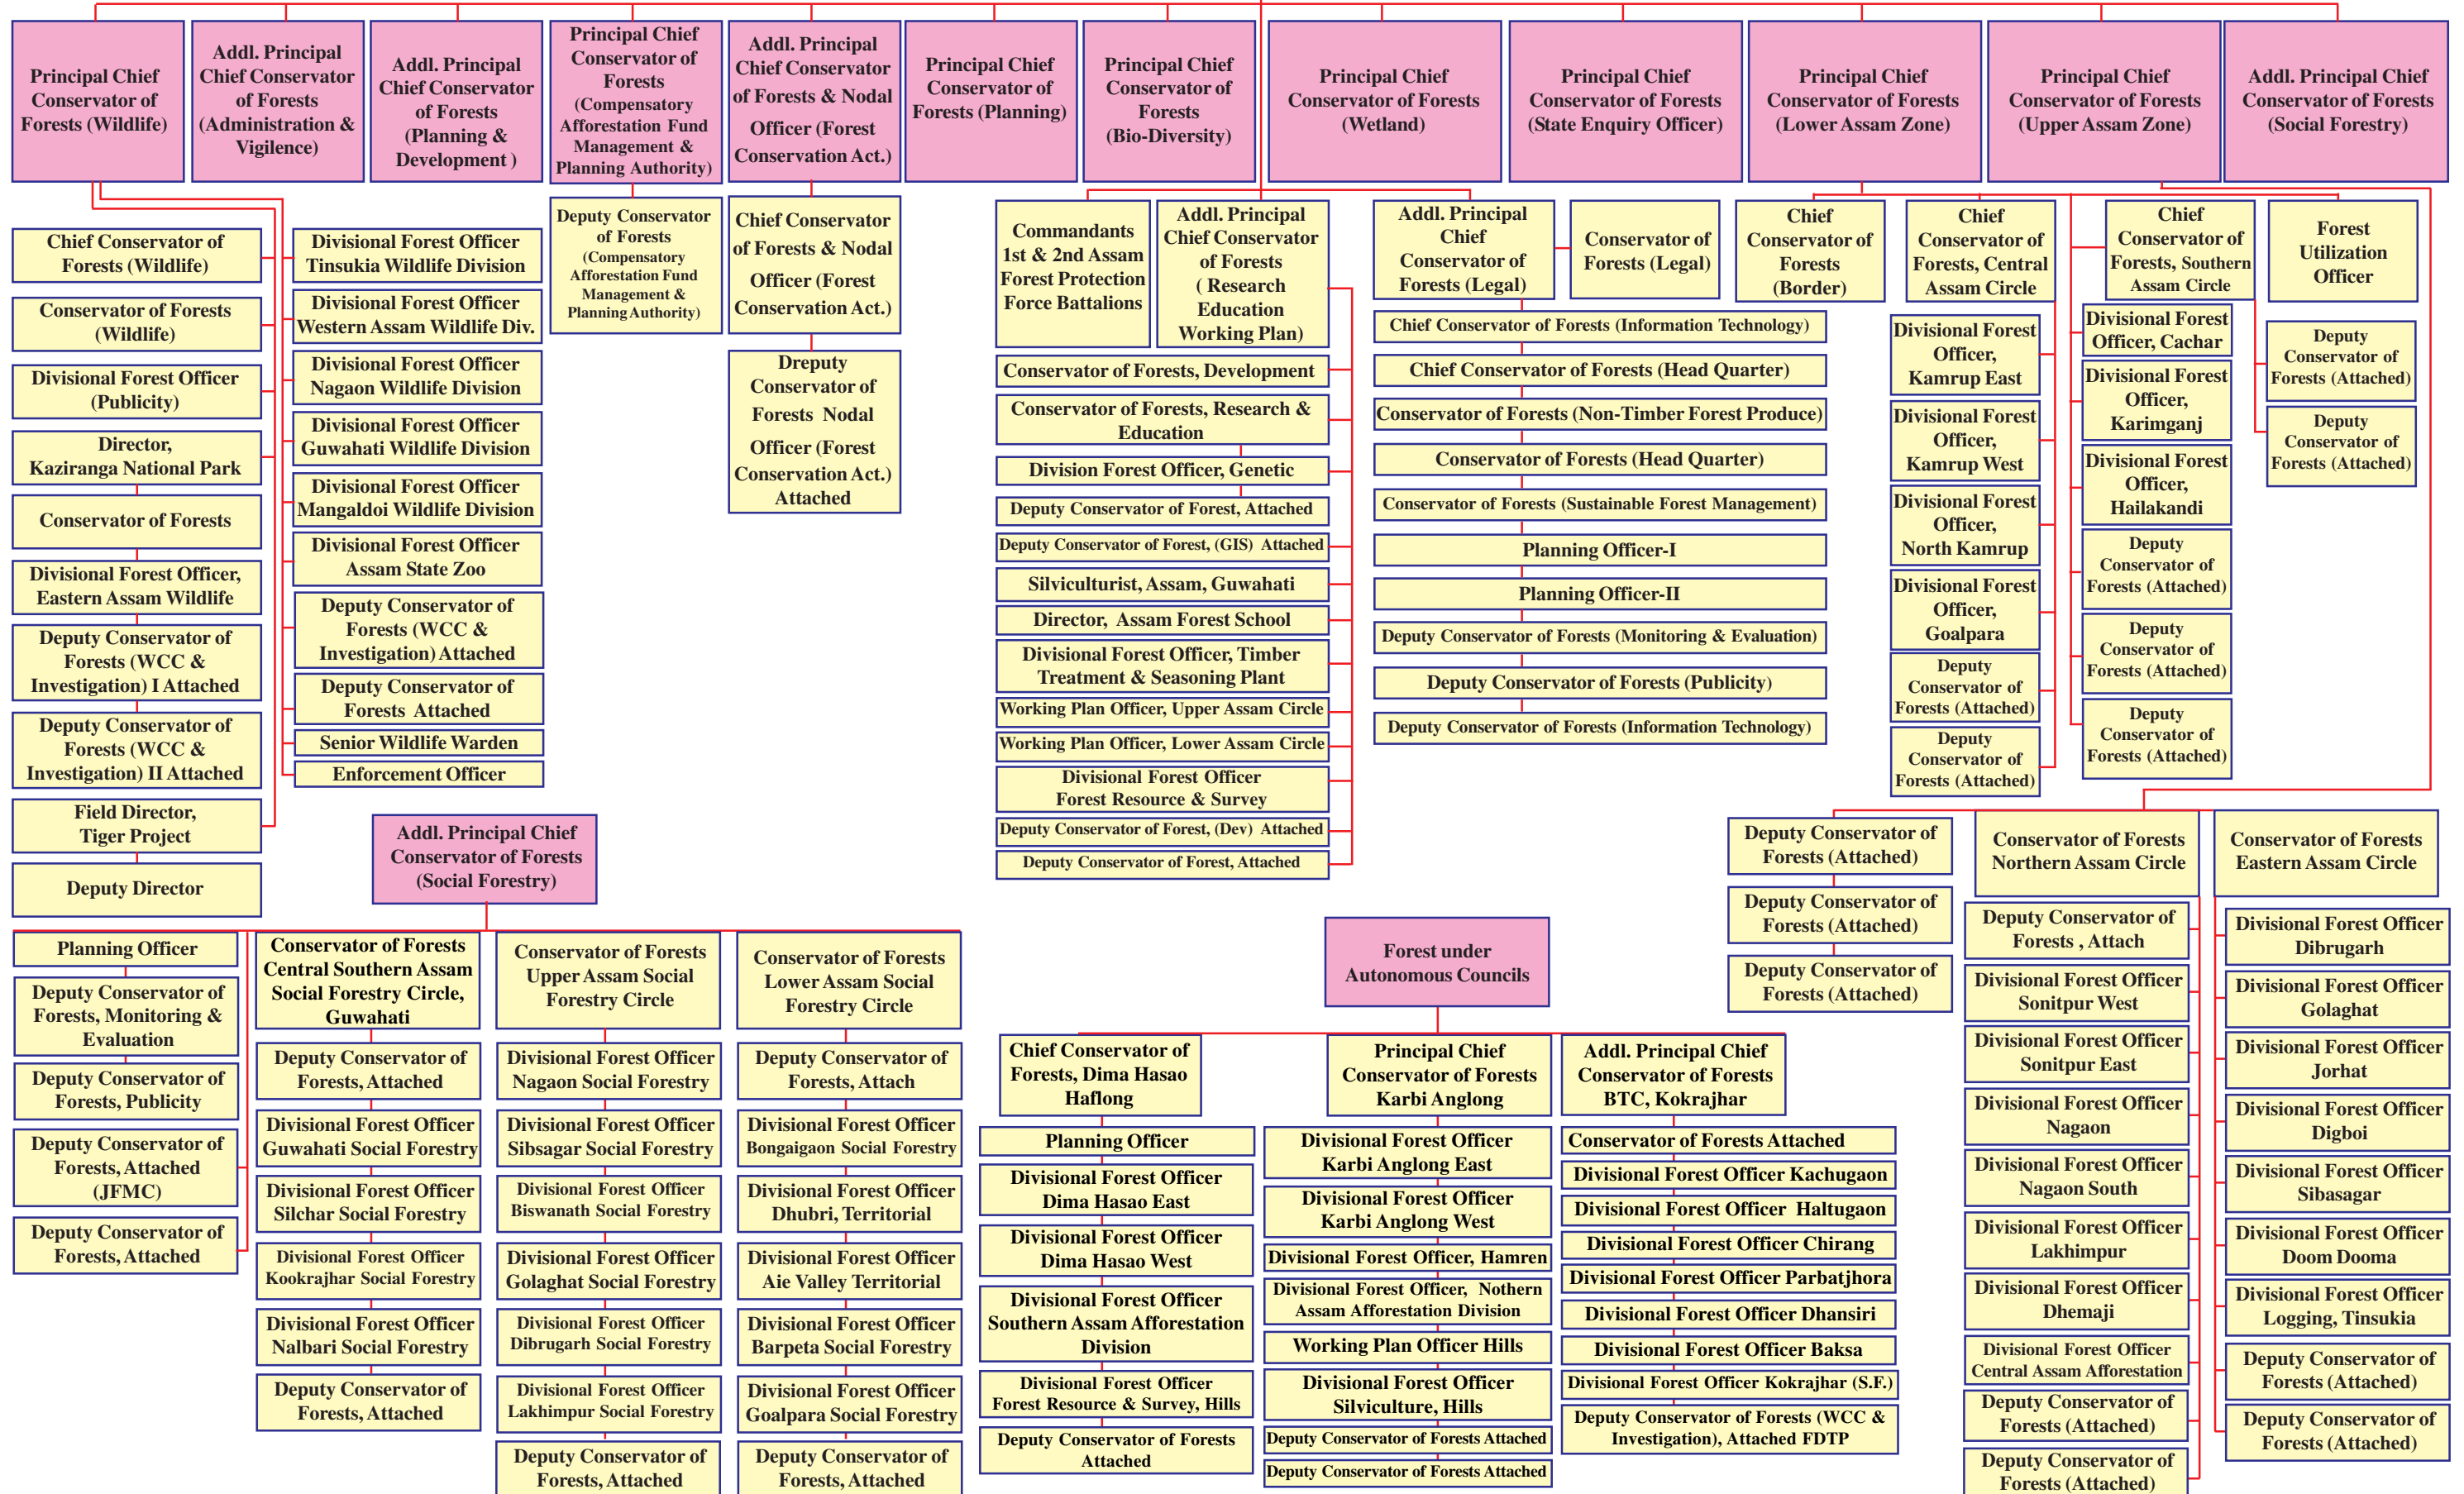 Principal Chief
Conservator of
Forests (Wildlife)
Addl. Principal
Chief Conservator
of Forests
(Administration &
Vigilence)
Addl. Principal
Chief Conservator
of Forests
(Planning &
Development )
Principal Chief
Conservator of
Forests
(Compensatory
Afforestation Fund
Management &
Planning Authority)
Addl. Principal
Chief Conservator
of Forests & Nodal
Officer (Forest
Conservation Act.)
Principal Chief
Conservator of
Forests (Planning)
Principal Chief
Conservator of
Forests
(Bio-Diversity)
Principal Chief
Conservator of Forests
(Wetland)
Principal Chief
Conservator of Forests
(State Enquiry Officer)
Principal Chief
Conservator of Forests
(Lower Assam Zone)
Principal Chief
Conservator of Forests
(Upper Assam Zone)
Addl. Principal Chief
Conservator of Forests
(Social Forestry)
Chief Conservator of
Forests (Wildlife)
Conservator of Forests
(Wildlife)
Divisional Forest Officer
(Publicity)
Director,
Kaziranga National Park
Conservator of Forests
Divisional Forest Officer,
Eastern Assam Wildlife
Deputy Conservator of
Forests (WCC &
Investigation) I Attached
Deputy Conservator of
Forests (WCC &
Investigation) II Attached
Field Director,
Tiger Project
Deputy Director
Divisional Forest Officer
Tinsukia Wildlife Division
Divisional Forest Officer
Western Assam Wildlife Div.
Divisional Forest Officer
Nagaon Wildlife Division
Divisional Forest Officer
Guwahati Wildlife Division
Divisional Forest Officer
Mangaldoi Wildlife Division
Divisional Forest Officer
Assam State Zoo
Deputy Conservator of
Forests (WCC &
Investigation) Attached
Deputy Conservator of
Forests Attached
Senior Wildlife Warden
Enforcement Officer
Deputy Conservator
of Forests
(Compensatory
Afforestation Fund
Management &
Planning Authority)
Chief Conservator
of Forests & Nodal
Officer (Forest
Conservation Act.)
Dreputy
Conservator of
Forests Nodal
Officer (Forest
Conservation Act.)
Attached
Commandants
1st & 2nd Assam
Forest Protection
Force Battalions
Addl. Principal
Chief Conservator
of Forests
( Research
Education
Working Plan)
Conservator of Forests, Development
Conservator of Forests, Research &
Education
Division Forest Officer, Genetic
Deputy Conservator of Forest, Attached
Deputy Conservator of Forest, (GIS) Attached
Silviculturist, Assam, Guwahati
Director, Assam Forest School
Divisional Forest Officer, Timber
Treatment & Seasoning Plant
Working Plan Officer, Upper Assam Circle
Working Plan Officer, Lower Assam Circle
Divisional Forest Officer
Forest Resource & Survey
Deputy Conservator of Forest, (Dev) Attached
Deputy Conservator of Forest, Attached
Addl. Principal
Chief
Conservator of
Forests (Legal)
Conservator of
Forests (Legal)
Chief Conservator of Forests (Information Technology)
Chief Conservator of Forests (Head Quarter)
Conservator of Forests (Non-Timber Forest Produce)
Conservator of Forests (Head Quarter)
Conservator of Forests (Sustainable Forest Management)
Planning Officer-I
Planning Officer-II
Deputy Conservator of Forests (Monitoring & Evaluation)
Deputy Conservator of Forests (Publicity)
Deputy Conservator of Forests (Information Technology)
Chief
Conservator of
Forests
(Border)
Chief
Conservator of
Forests, Central
Assam Circle
Divisional Forest
Officer,
Kamrup East
Divisional Forest
Officer,
Kamrup West
Divisional Forest
Officer,
North Kamrup
Divisional Forest
Officer,
Goalpara
Deputy
Conservator of
Forests (Attached)
Deputy
Conservator of
Forests (Attached)
Chief
Conservator of
Forests, Southern
Assam Circle
Divisional Forest
Officer, Cachar
Divisional Forest
Officer,
Karimganj
Divisional Forest
Officer,
Hailakandi
Deputy
Conservator of
Forests (Attached)
Deputy
Conservator of
Forests (Attached)
Deputy
Conservator of
Forests (Attached)
Forest
Utilization
Officer
Deputy
Conservator of
Forests (Attached)
Deputy
Conservator of
Forests (Attached)
Deputy Conservator of
Forests (Attached)
Deputy Conservator of
Forests (Attached)
Deputy Conservator of
Forests (Attached)
Conservator of Forests
Northern Assam Circle
Deputy Conservator of
Forests , Attach
Divisional Forest Officer
Sonitpur West
Divisional Forest Officer
Sonitpur East
Divisional Forest Officer
Nagaon
Divisional Forest Officer
Nagaon South
Divisional Forest Officer
Lakhimpur
Divisional Forest Officer
Dhemaji
Divisional Forest Officer
Central Assam Afforestation
Deputy Conservator of
Forests (Attached)
Deputy Conservator of
Forests (Attached)
Conservator of Forests
Eastern Assam Circle
Divisional Forest Officer
Dibrugarh
Divisional Forest Officer
Golaghat
Divisional Forest Officer
Jorhat
Divisional Forest Officer
Digboi
Divisional Forest Officer
Sibasagar
Divisional Forest Officer
Doom Dooma
Divisional Forest Officer
Logging, Tinsukia
Deputy Conservator of
Forests (Attached)
Deputy Conservator of
Forests (Attached)
Addl. Principal Chief
Conservator of Forests
(Social Forestry)
Planning Officer
Deputy Conservator of
Forests, Monitoring &
Evaluation
Deputy Conservator of
Forests, Publicity
Deputy Conservator of
Forests, Attached
(JFMC)
Deputy Conservator of
Forests, Attached
Conservator of Forests
Central Southern Assam
Social Forestry Circle,
Guwahati
Deputy Conservator of
Forests, Attached
Divisional Forest Officer
Guwahati Social Forestry
Divisional Forest Officer
Silchar Social Forestry
Divisional Forest Officer
Kookrajhar Social Forestry
Divisional Forest Officer
Nalbari Social Forestry
Deputy Conservator of
Forests, Attached
Conservator of Forests
Upper Assam Social
Forestry Circle
Divisional Forest Officer
Nagaon Social Forestry
Divisional Forest Officer
Sibsagar Social Forestry
Divisional Forest Officer
Biswanath Social Forestry
Divisional Forest Officer
Golaghat Social Forestry
Divisional Forest Officer
Dibrugarh Social Forestry
Divisional Forest Officer
Lakhimpur Social Forestry
Deputy Conservator of
Forests, Attached
Conservator of Forests
Lower Assam Social
Forestry Circle
Deputy Conservator of
Forests, Attach
Divisional Forest Officer
Bongaigaon Social Forestry
Divisional Forest Officer
Dhubri, Territorial
Divisional Forest Officer
Aie Valley Territorial
Divisional Forest Officer
Barpeta Social Forestry
Divisional Forest Officer
Goalpara Social Forestry
Deputy Conservator of
Forests, Attached
Forest under
Autonomous Councils
Chief Conservator of
Forests, Dima Hasao
Haflong
Planning Officer
Divisional Forest Officer
Dima Hasao East
Divisional Forest Officer
Dima Hasao West
Divisional Forest Officer
Southern Assam Afforestation
Division
Divisional Forest Officer
Forest Resource & Survey, Hills
Deputy Conservator of Forests
Attached
Principal Chief
Conservator of Forests
Karbi Anglong
Divisional Forest Officer
Karbi Anglong East
Divisional Forest Officer
Karbi Anglong West
Divisional Forest Officer, Hamren
Divisional Forest Officer, Nothern
Assam Afforestation Division
Working Plan Officer Hills
Divisional Forest Officer
Silviculture, Hills
Deputy Conservator of Forests Attached
Deputy Conservator of Forests Attached
Addl. Principal Chief
Conservator of Forests
BTC, Kokrajhar
Conservator of Forests Attached
Divisional Forest Officer Kachugaon
Divisional Forest Officer Haltugaon
Divisional Forest Officer Chirang
Divisional Forest Officer Parbatjhora
Divisional Forest Officer Dhansiri
Divisional Forest Officer Baksa
Divisional Forest Officer Kokrajhar (S.F.)
Deputy Conservator of Forests (WCC &
Investigation), Attached FDTP